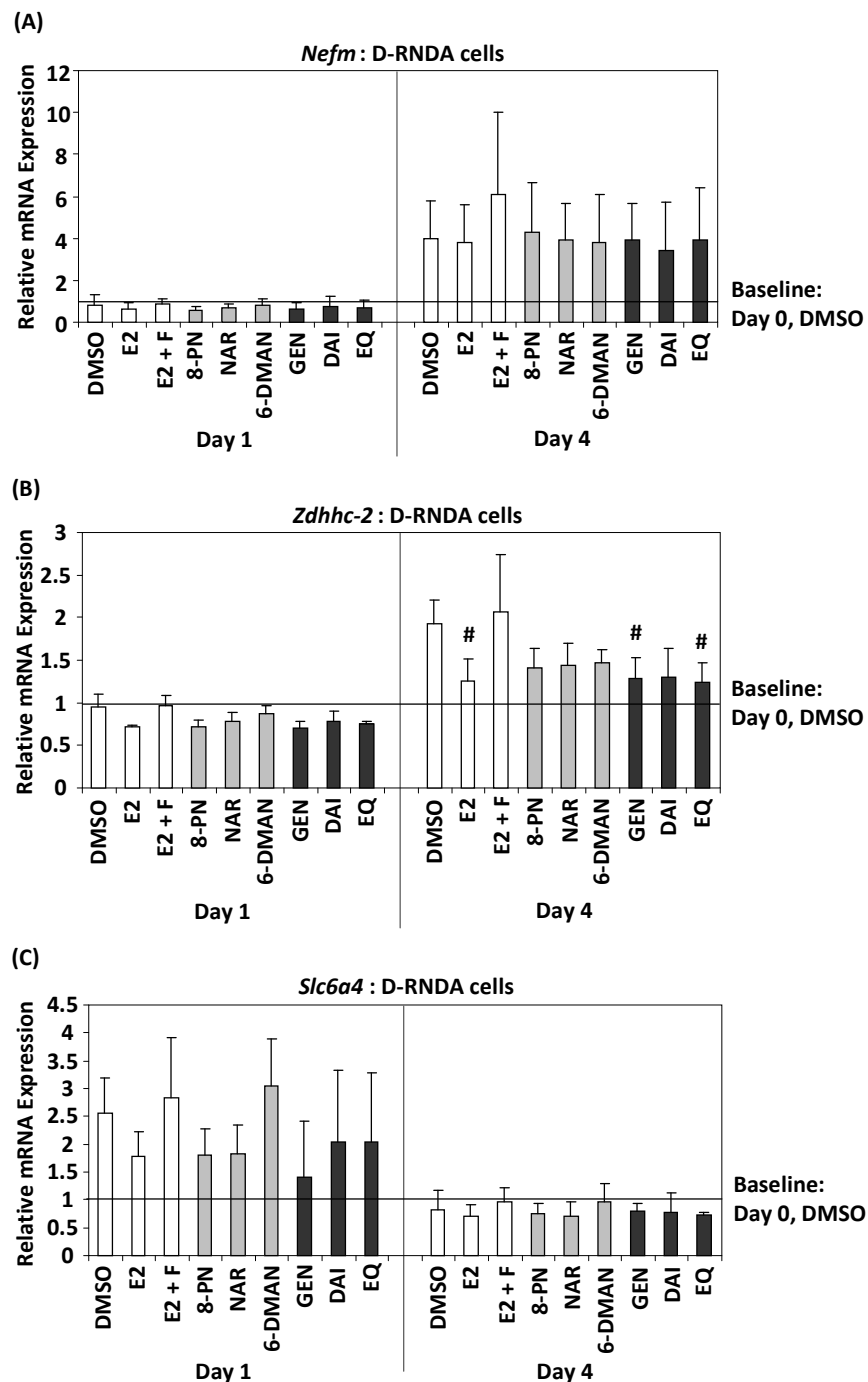 (A)
Nefm : D-RNDA cells
Relative mRNA Expression
12
10
8
6
4
2
0
Baseline:
Day 0, DMSO
DMSO
E2
E2 + F
8-PN
NAR
6-DMAN
GEN
DAI
EQ
DMSO
E2
E2 + F
8-PN
NAR
6-DMAN
GEN
DAI
EQ
Day 1
Day 4
(B)
Zdhhc-2 : D-RNDA cells
Relative mRNA Expression
3
2.5
2
1.5
1
0.5
0
#
#
#
Baseline:
Day 0, DMSO
DMSO
E2
E2 + F
8-PN
NAR
6-DMAN
GEN
DAI
EQ
DMSO
E2
E2 + F
8-PN
NAR
6-DMAN
GEN
DAI
EQ
Day 1
Day 4
(C)
Slc6a4 : D-RNDA cells
Relative mRNA Expression
4.5
4
3.5
3
2.5
2
1.5
1
0.5
0
Baseline:
Day 0, DMSO
DMSO
E2
E2 + F
8-PN
NAR
6-DMAN
GEN
DAI
EQ
DMSO
E2
E2 + F
8-PN
NAR
6-DMAN
GEN
DAI
EQ
Day 1
Day 4